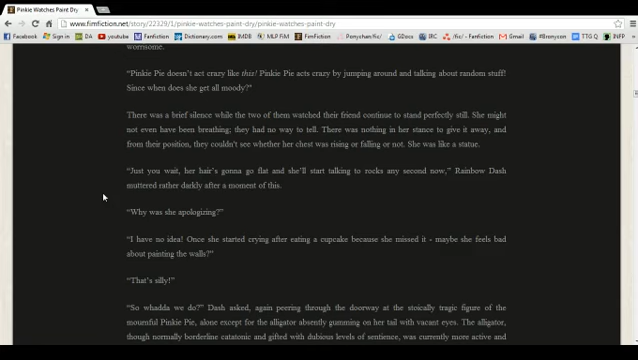 Pinkie Watches Paint Dry
www.fimfiction.net/story/22329/1/pinkie-watches-paint-dry/pinkie-watches-paint-dry
Facebook Sign in DA youtube Fanfiction Dictionary.com IMDB MLP FiM Fanfiction Ponychan/fic/ GDocs IRC /fic/ - Fanfiction Gmail #Bronymon TTG Q INFP
worrisome.
“Pinkie Pie doesn’t act crazy like this! Pinkie Pie acts crazy by jumping around and talking about random stuff!
Since when does she get all moody?”
There was a brief silence while the two of them watched their friend continue to stand perfectly still. She might
not even have been breathing; they had no way to tell. There was nothing in her stance to give it away, and
from their position, they couldn’t see whether her chest was rising or falling or not. She was like a statue.
“Just you wait, her hair’s gonna go flat and she’ll start talking to rocks any second now,” Rainbow Dash
muttered rather darkly after a moment of this.
“Why was she apologizing?”
“I have no idea! Once she started crying after eating a cupcake because she missed it - maybe she feels bad
about painting the walls?”
“That’s silly!”
“So whadda we do?” Dash asked, again peering through the doorway at the stoically tragic figure of the
mournful Pinkie Pie, alone except for the alligator absently gumming on her tail with vacant eyes. The alligator,
though normally borderline catatonic and gifted with dubious levels of sentience, was currently more active and